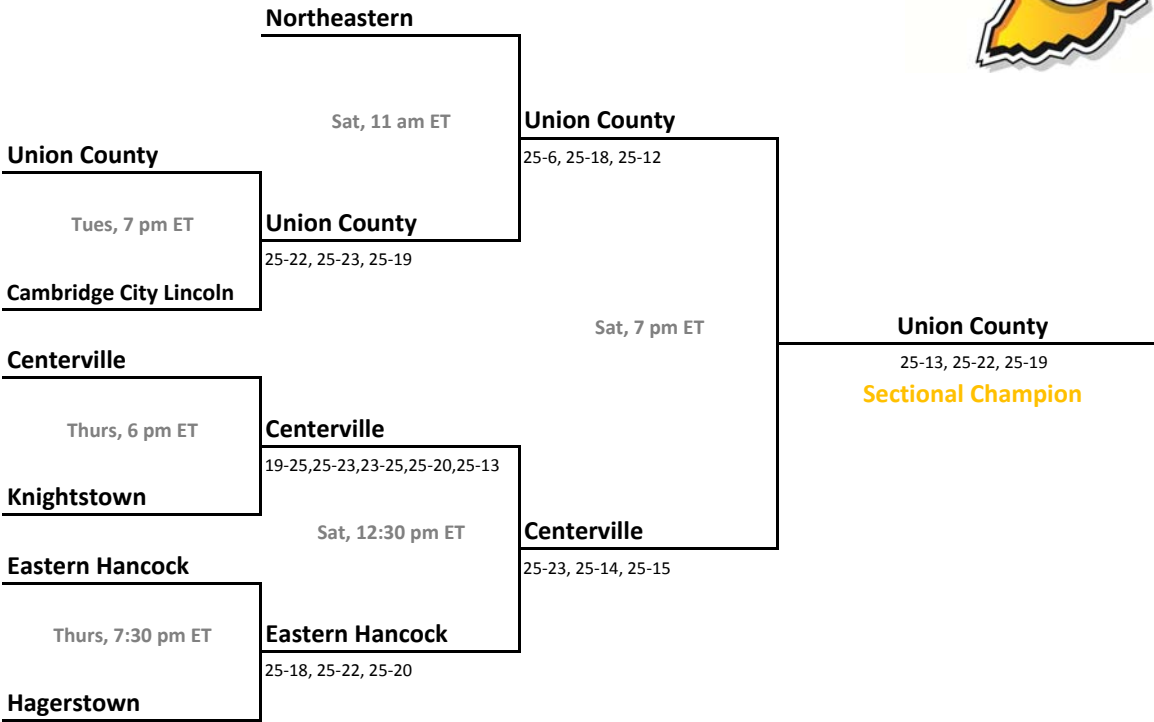 Northeastern
Sat, 11 am ET
Union County
25-6, 25-18, 25-12
Union County
Tues, 7 pm ET
Union County
25-22, 25-23, 25-19
Cambridge City Lincoln
Sat, 7 pm ET
Union County
25-13, 25-22, 25-19
Sectional Champion
Centerville
Thurs, 6 pm ET
Centerville
19-25,25-23,23-25,25-20,25-13
Knightstown
Sat, 12:30 pm ET
Centerville
25-23, 25-14, 25-15
Eastern Hancock
Thurs, 7:30 pm ET
Eastern Hancock
25-18, 25-22, 25-20
Hagerstown